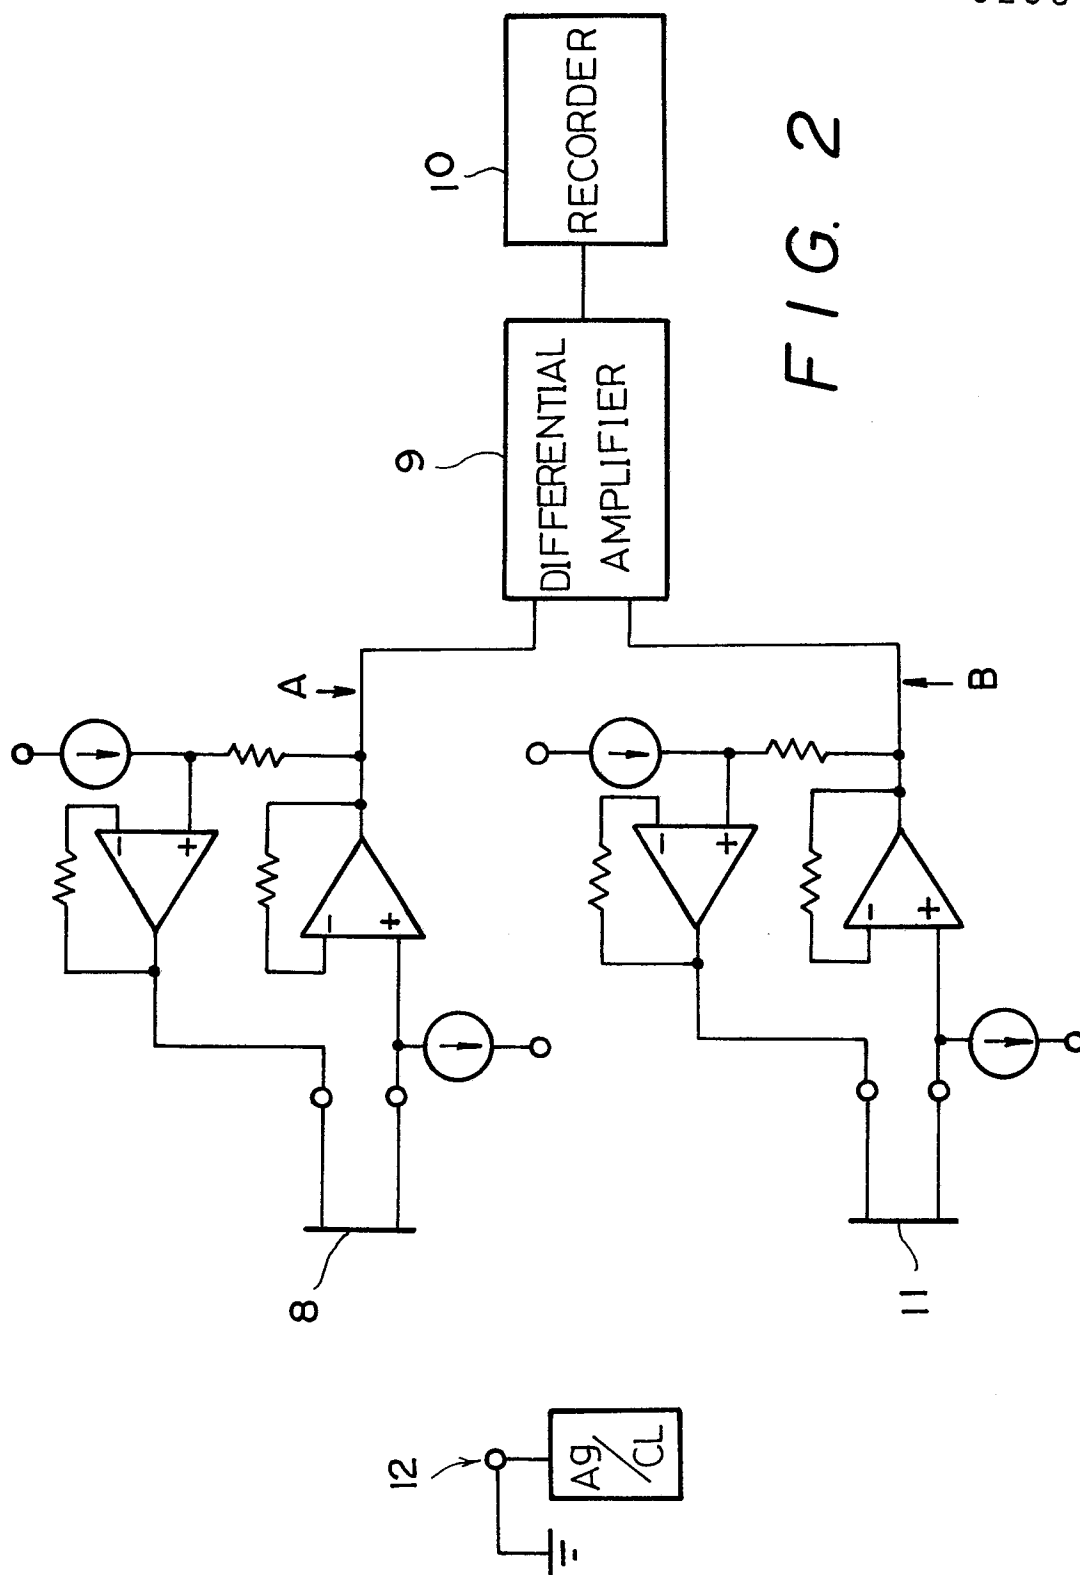 8
11
12
Ag/CL
-
+
-
+
-
+
-
+
A
B
9
DIFFERENTIAL
AMPLIFIER
10
RECORDER
FIG. 2